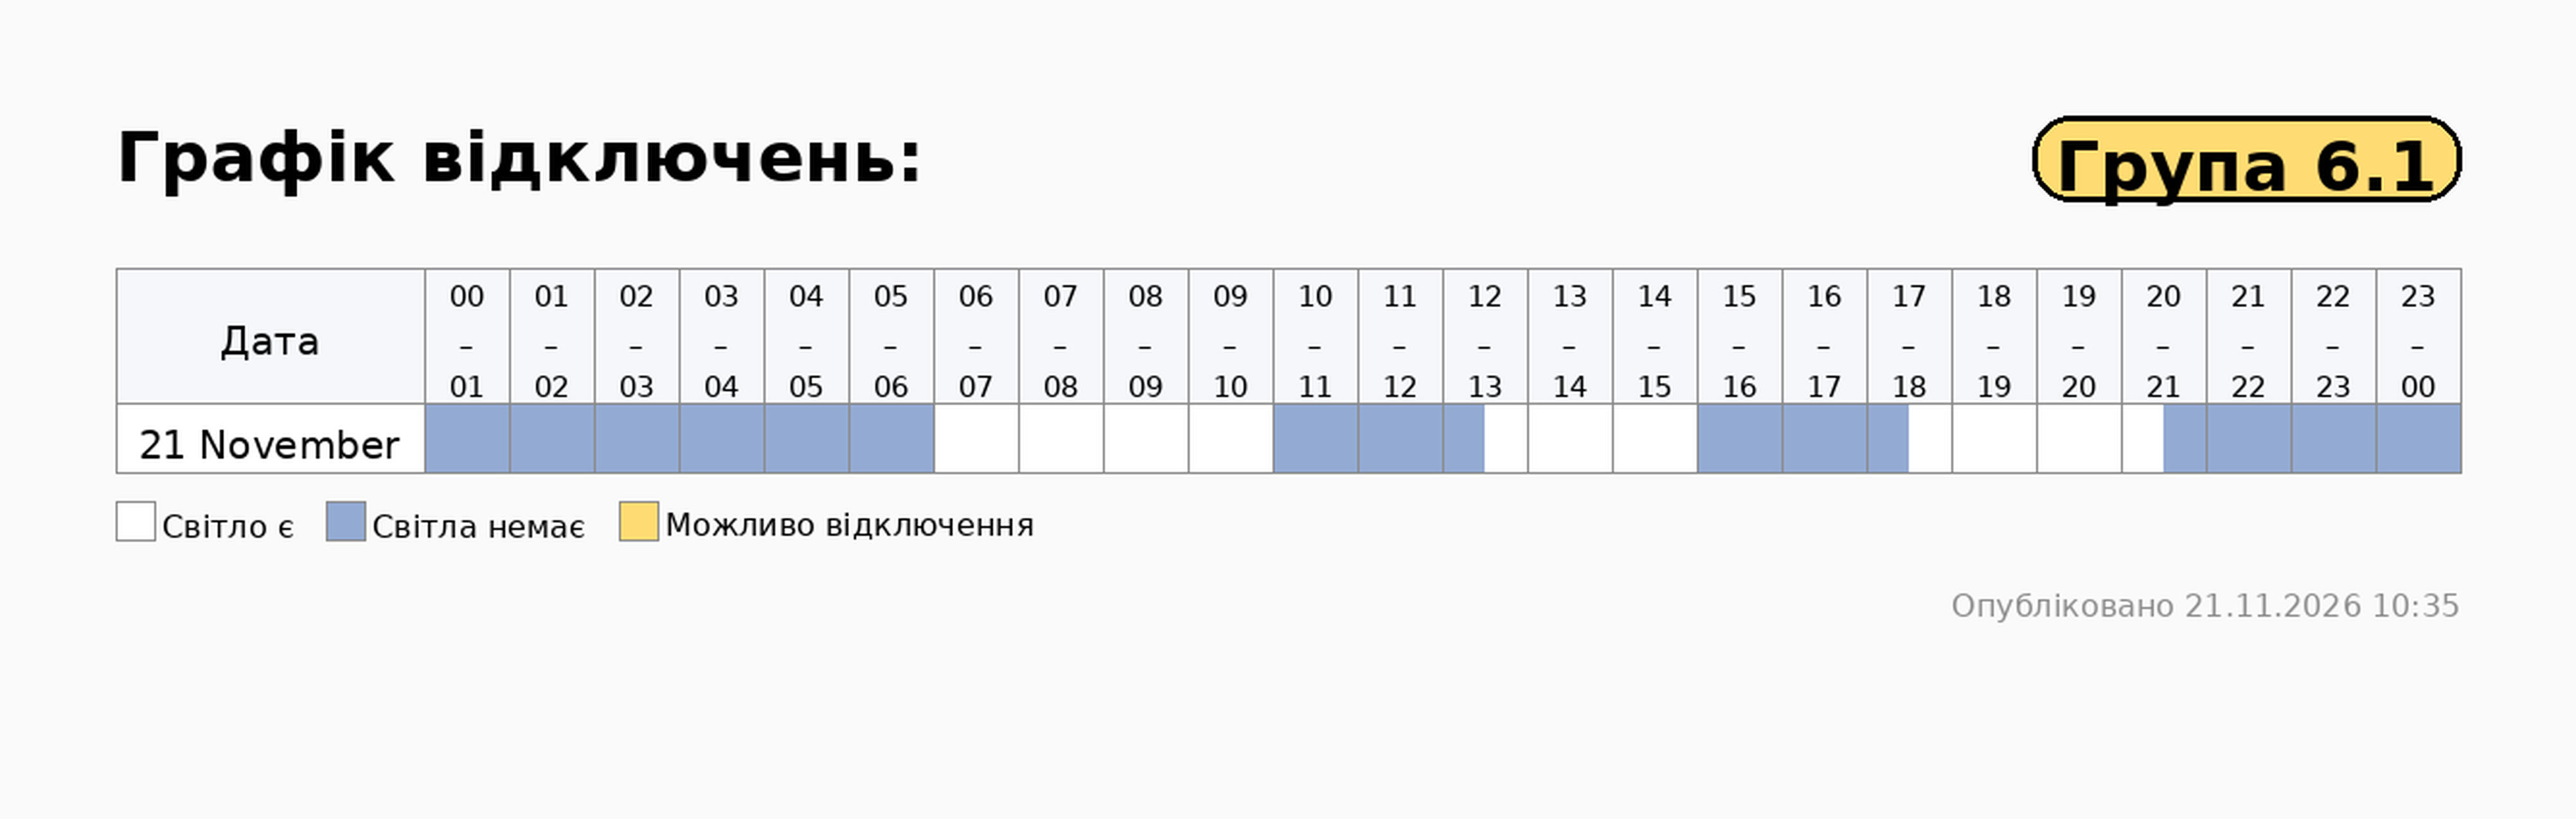 Графік відключень:
Група 6.1
Дата
00 – 01
01 – 02
02 – 03
03 – 04
04 – 05
05 – 06
06 – 07
07 – 08
08 – 09
09 – 10
10 – 11
11 – 12
12 – 13
13 – 14
14 – 15
15 – 16
16 – 17
17 – 18
18 – 19
19 – 20
20 – 21
21 – 22
22 – 23
23 – 00
21 November
Світло є
Світла немає
Можливо відключення
Опубліковано 21.11.2026 10:35